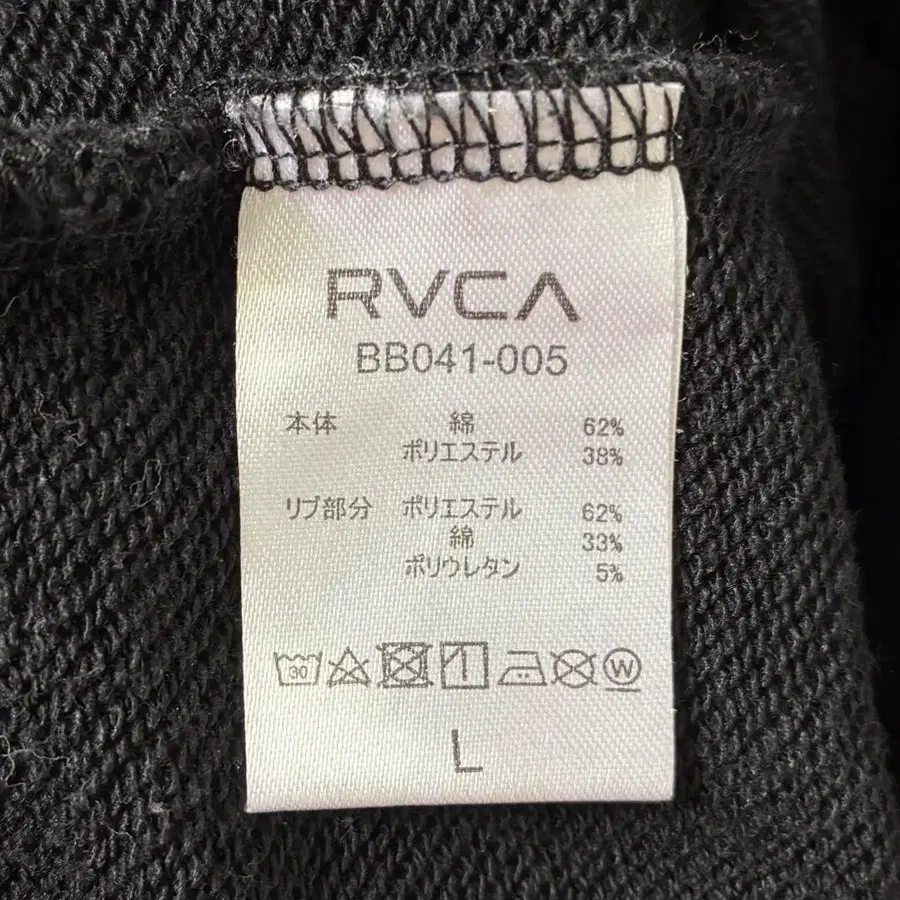 RVCA
BB041-005
本体 綿 62%
ポリエステル 38%
リブ部分 ポリエステル 62%
綿 33%
ポリウレタン 5%
30 W
L